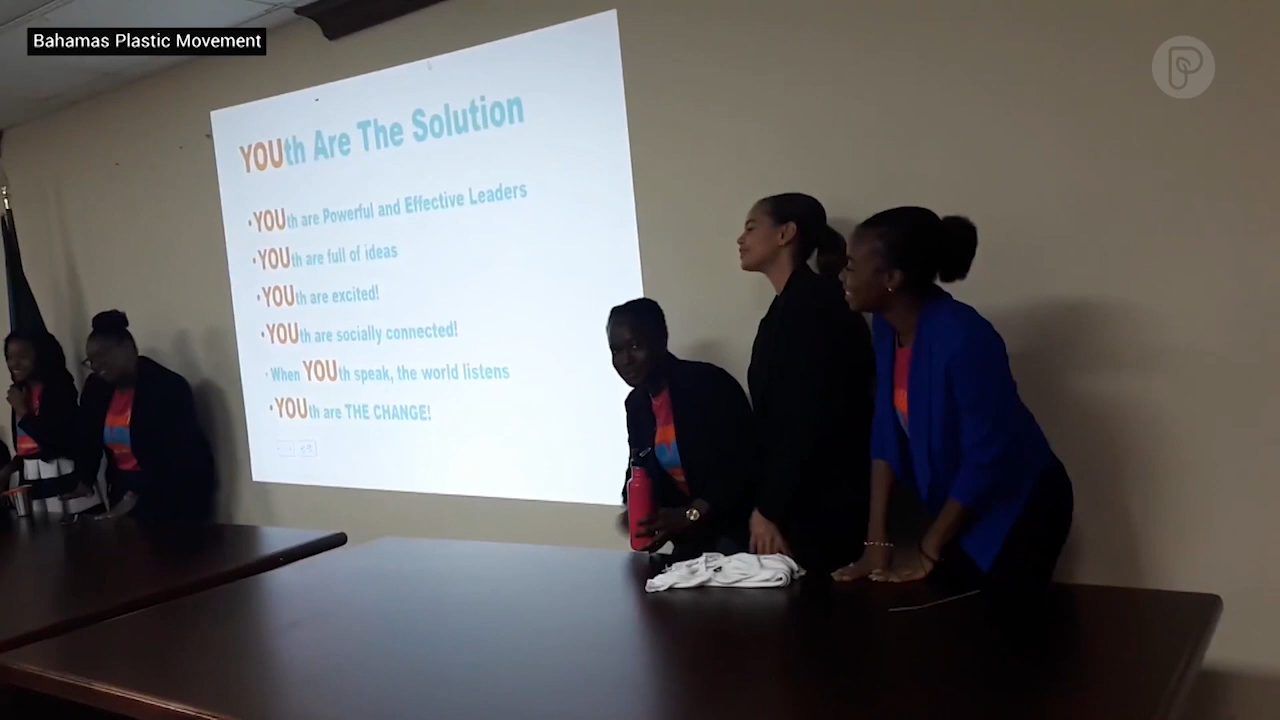 Bahamas Plastic Movement
YOUth Are The Solution
•YOUth are Powerful and Effective Leaders
•YOUth are full of ideas
•YOUth are excited!
•YOUth are socially connected!
•When YOUth speak, the world listens
•YOUth are THE CHANGE!